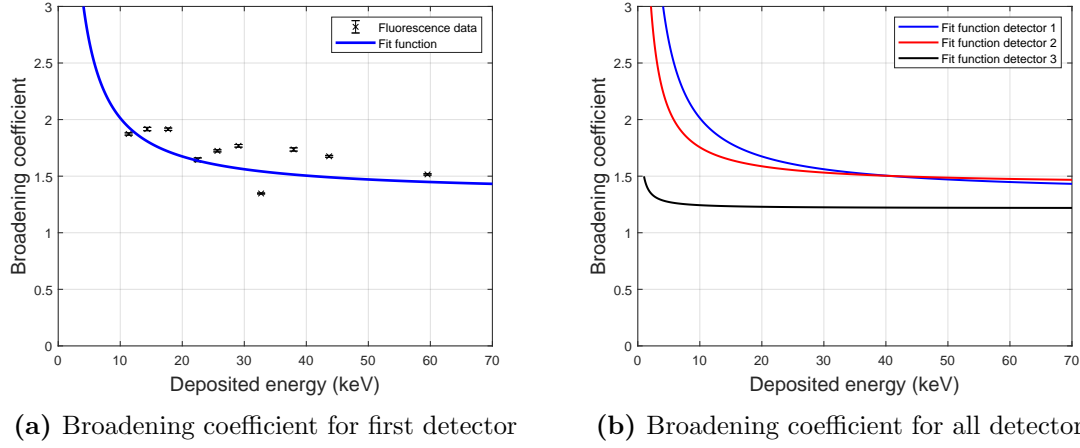 3
2.5
2
1.5
1
0.5
0
0 10 20 30 40 50 60 70
Broadening coefficient
Deposited energy (keV)
Fluorescence data
Fit function
(a) Broadening coefficient for first detector
3
2.5
2
1.5
1
0.5
0
0 10 20 30 40 50 60 70
Broadening coefficient
Deposited energy (keV)
Fit function detector 1
Fit function detector 2
Fit function detector 3
(b) Broadening coefficient for all detector